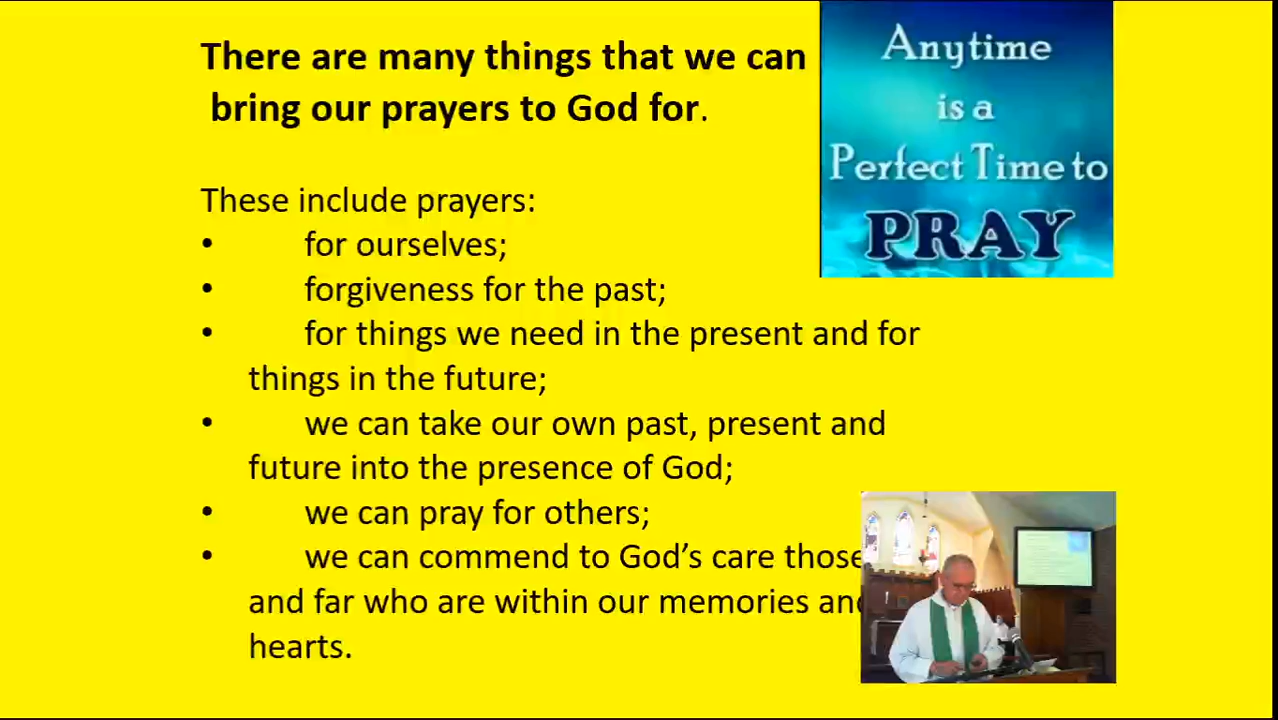 There are many things that we can
bring our prayers to God for.
These include prayers:
• for ourselves;
• forgiveness for the past;
• for things we need in the present and for
things in the future;
• we can take our own past, present and
future into the presence of God;
• we can pray for others;
• we can commend to God's care those
and far who are within our memories and
hearts.
Anytime
is a
Perfect Time to
PRAY